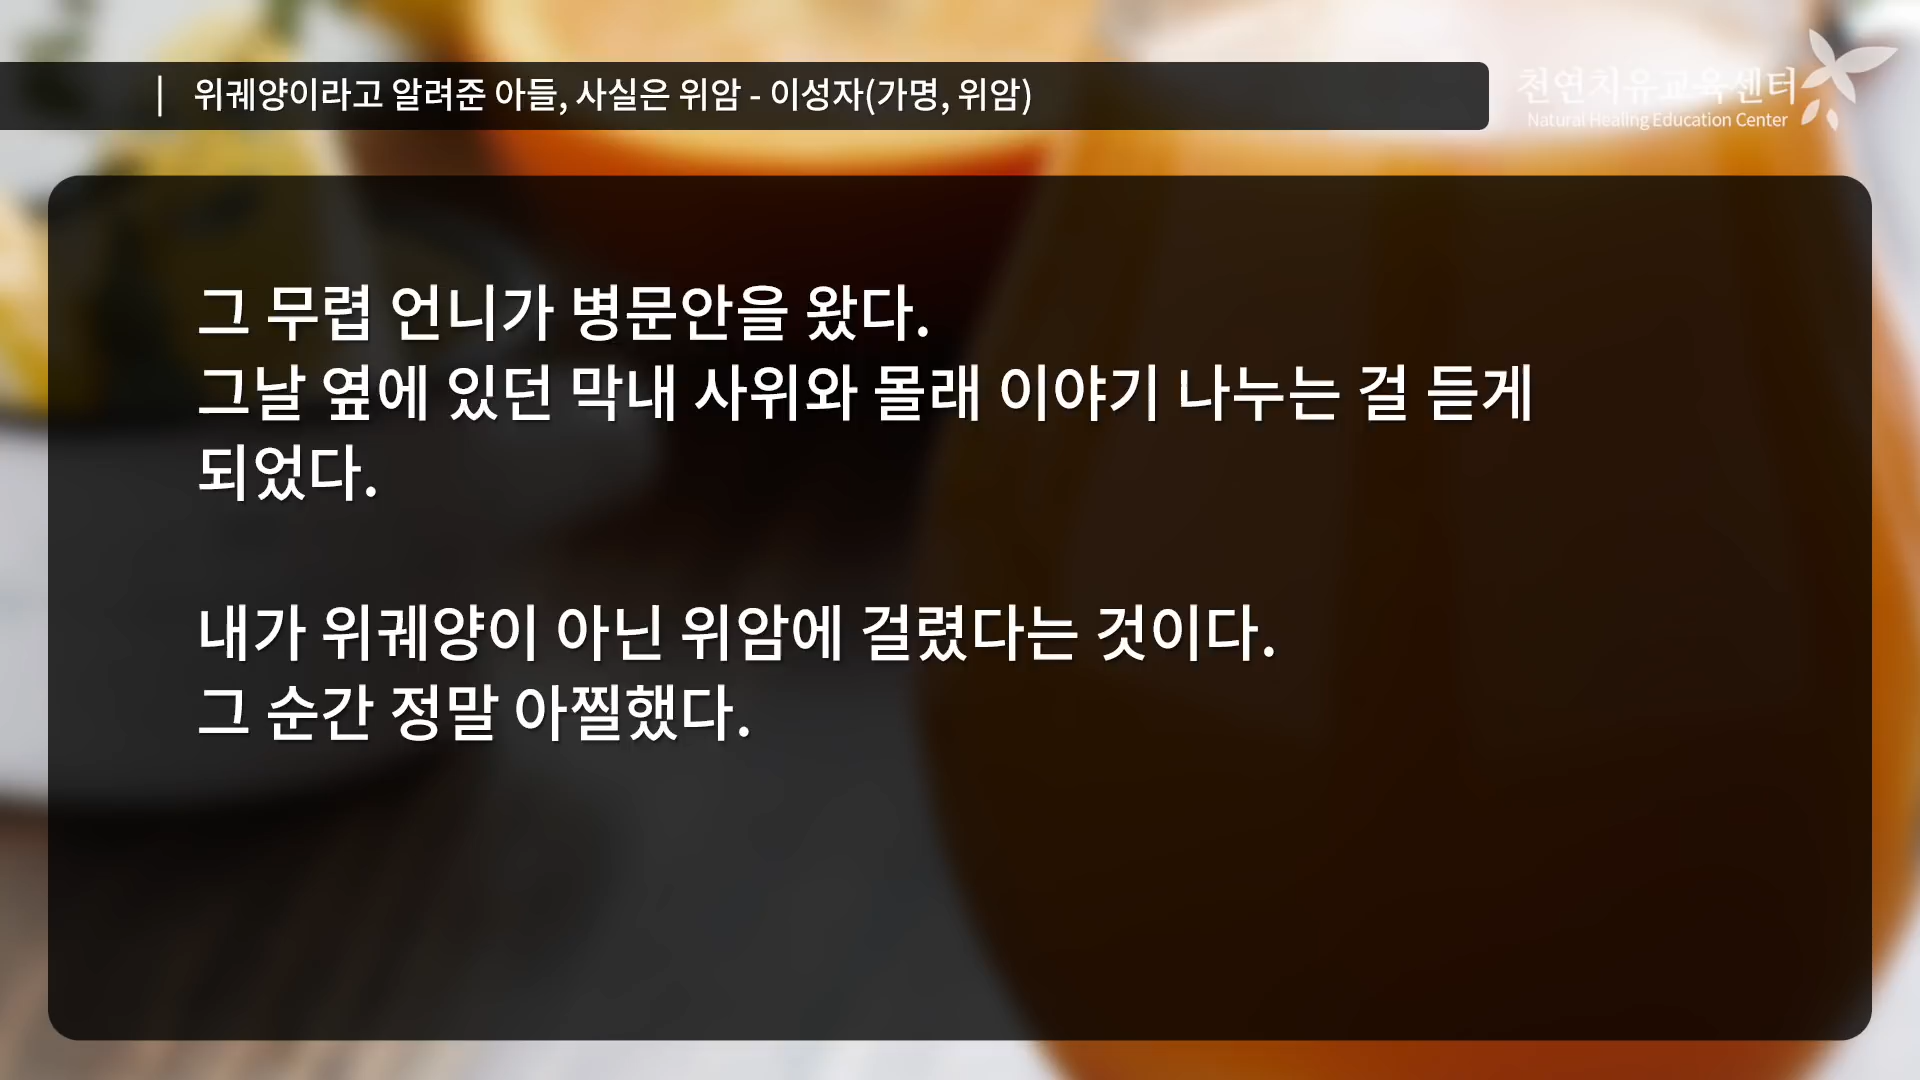 위궤양이라고 알려준 아들, 사실은 위암 - 이성자(가명, 위암)
천연치유교육센터
Natural Healing Education Center
그 무렵 언니가 병문안을 왔다.
그날 옆에 있던 막내 사위와 몰래 이야기 나누는 걸 듣게
되었다.
내가 위궤양이 아닌 위암에 걸렸다는 것이다.
그 순간 정말 아찔했다.